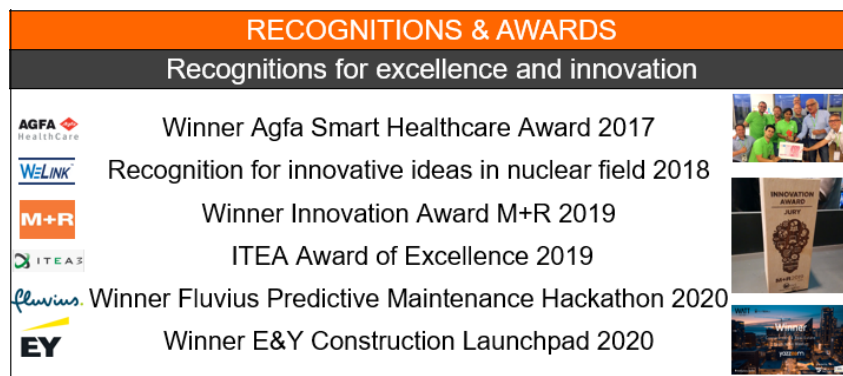 RECOGNITIONS & AWARDS
Recognitions for excellence and innovation
AGFA
HealthCare
Winner Agfa Smart Healthcare Award 2017
WELINK
Recognition for innovative ideas in nuclear field 2018
M+R
Winner Innovation Award M+R 2019
ITEA3
ITEA Award of Excellence 2019
fluvius.
Winner Fluvius Predictive Maintenance Hackathon 2020
EY
Winner E&Y Construction Launchpad 2020
INNOVATION
AWARD
JURY
M+R
Winner
yazzoom